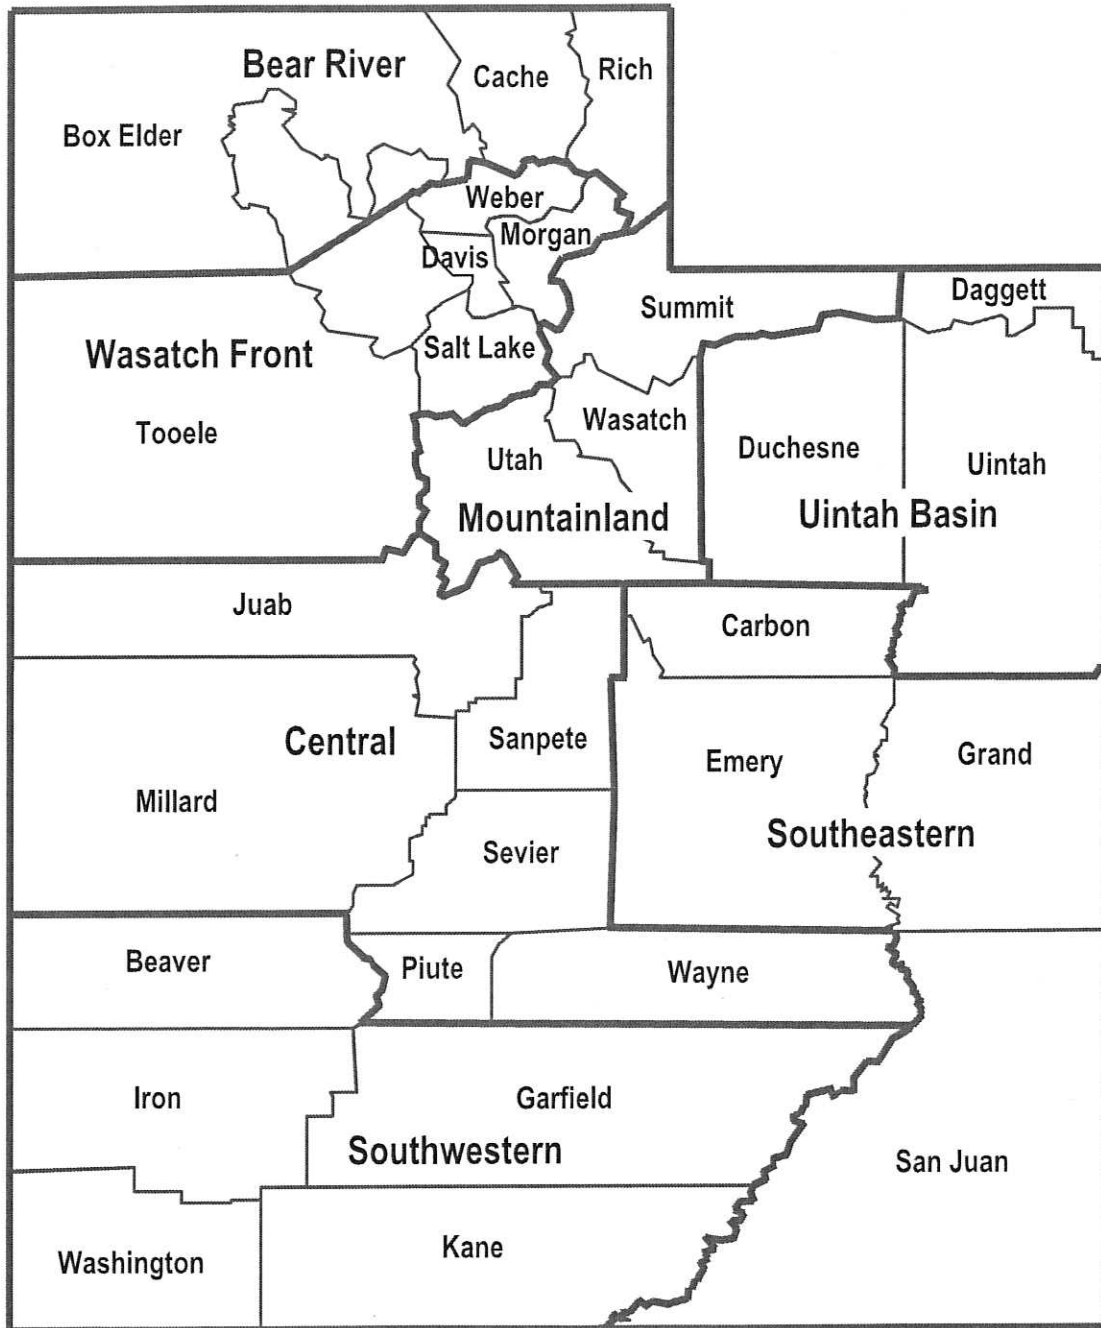 Bear River
Cache
Rich
Box Elder
Weber
Morgan
Davis
Daggett
Summit
Salt Lake
Wasatch Front
Wasatch
Tooele
Duchesne
Utah
Uintah
Mountainland
Uintah Basin
Juab
Carbon
Central
Sanpete
Emery
Grand
Millard
Southeastern
Sevier
Beaver
Piute
Wayne
Iron
Garfield
Southwestern
San Juan
Kane
Washington